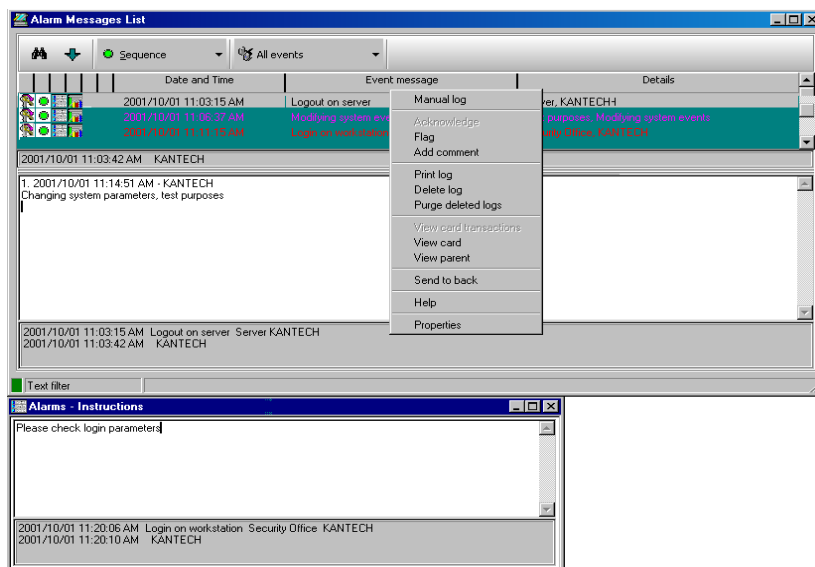 Alarm Messages List
Sequence All events
Date and Time Event message Details
2001/10/01 11:03:15 AM Logout on server ver, KANTECH
2001/10/01 11:06:37 AM Modifying system eve purposes, Modifying system events
2001/10/01 11:11:15 AM Login on workstation Office, KANTECH
2001/10/01 11:03:42 AM KANTECH
1. 2001/10/01 11:14:51 AM - KANTECH
Changing system parameters, test purposes
Manual log
Acknowledge
Flag
Add comment
Print log
Delete log
Purge deleted logs
View card transactions
View card
View parent
Send to back
Help
Properties
2001/10/01 11:03:15 AM Logout on server Server KANTECH
2001/10/01 11:03:42 AM KANTECH
Text filter
Alarms - Instructions
Please check login parameters
2001/10/01 11:20:06 AM Login on workstation Security Office KANTECH
2001/10/01 11:20:10 AM KANTECH